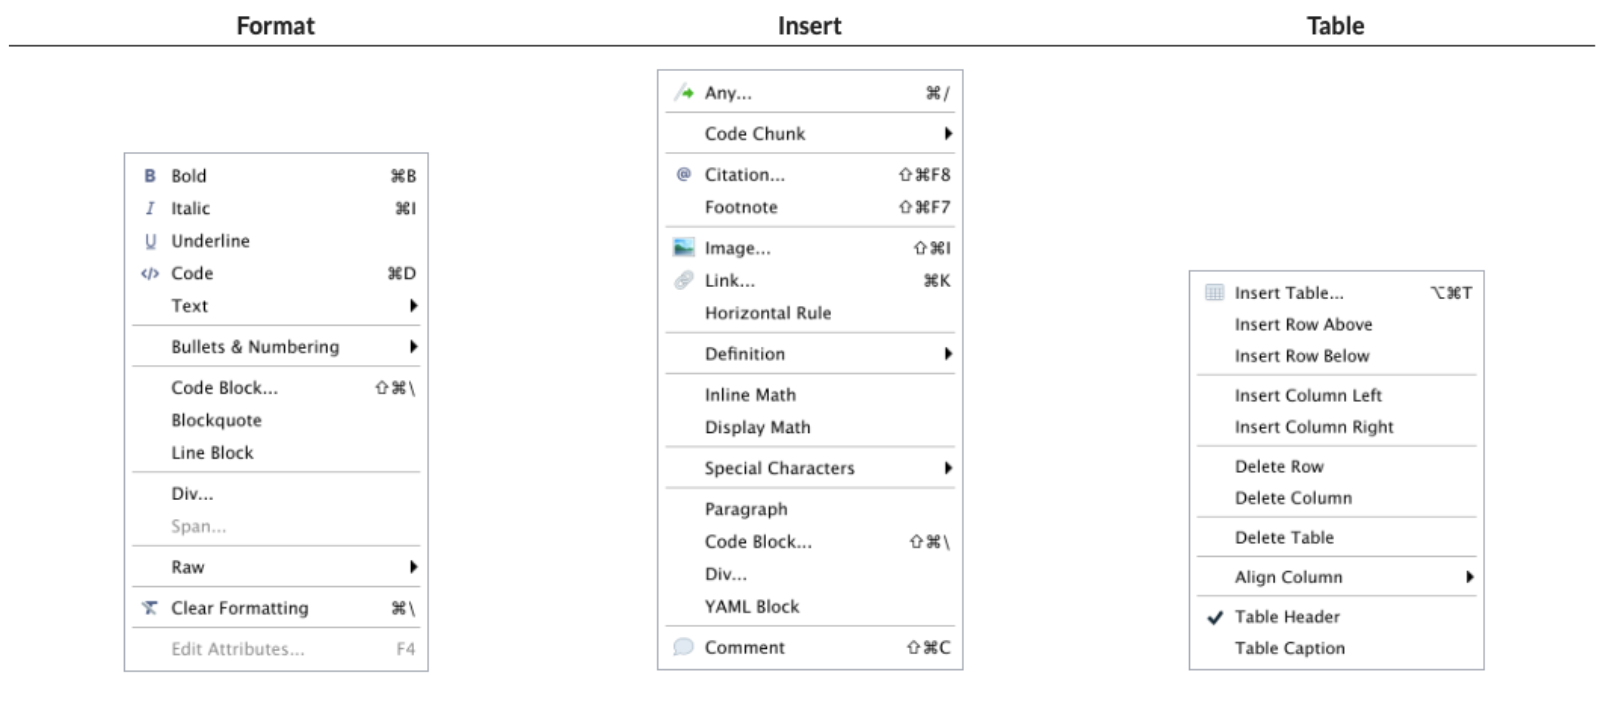 Format
Insert
Table
B Bold ⌘B
I Italic ⌘I
U Underline
</> Code ⌘D
Text
Bullets & Numbering
Code Block... ⇧⌘\
Blockquote
Line Block
Div...
Span...
Raw
Clear Formatting ⌘\
Edit Attributes... F4
Any... ⌘/
Code Chunk
@ Citation... ⇧⌘F8
Footnote ⇧⌘F7
Image... ⇧⌘I
Link... ⌘K
Horizontal Rule
Definition
Inline Math
Display Math
Special Characters
Paragraph
Code Block... ⇧⌘\
Div...
YAML Block
Comment ⇧⌘C
Insert Table... ⌥⌘T
Insert Row Above
Insert Row Below
Insert Column Left
Insert Column Right
Delete Row
Delete Column
Delete Table
Align Column
Table Header
Table Caption